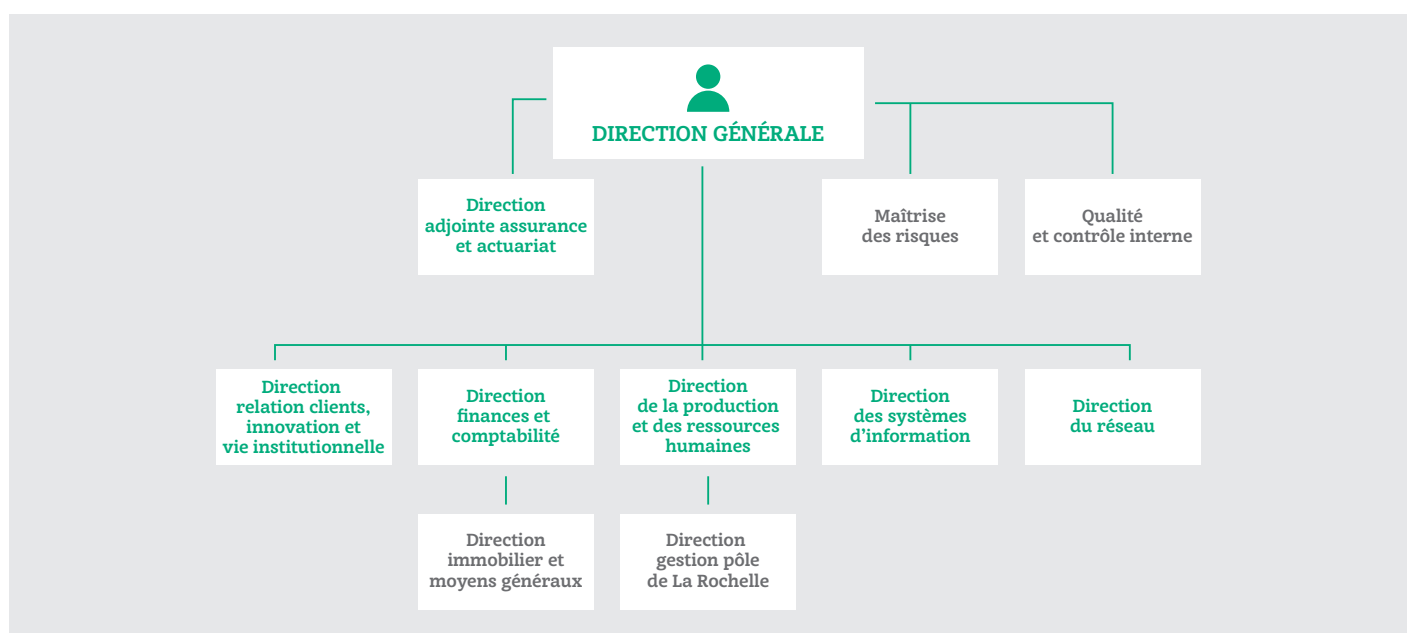 DIRECTION GÉNÉRALE
Direction
adjointe assurance
et actuariat
Maîtrise
des risques
Qualité
et contrôle interne
Direction
relation clients,
innovation et
vie institutionnelle
Direction
finances et
comptabilité
Direction
de la production
et des ressources
humaines
Direction
des systèmes
d’information
Direction
du réseau
Direction
immobilier et
moyens généraux
Direction
gestion pôle
de La Rochelle